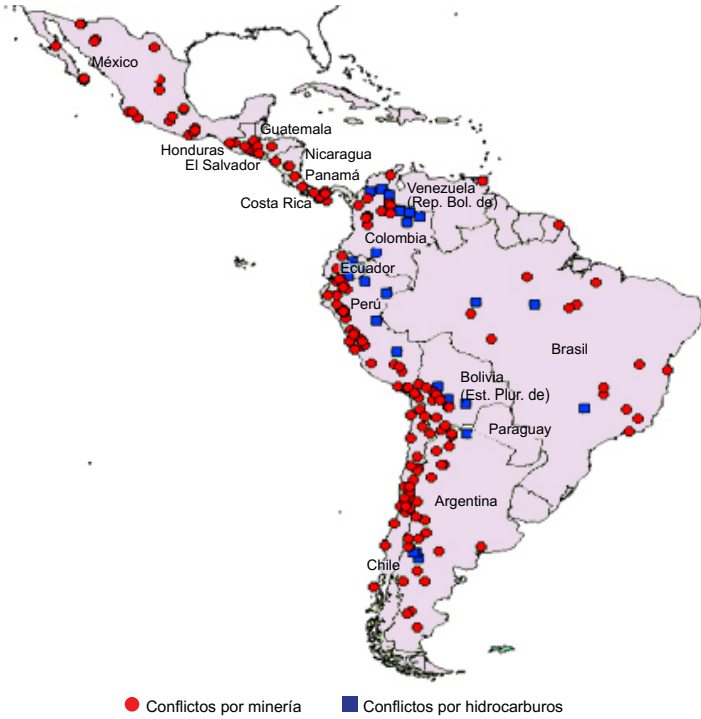 México
Guatemala
Honduras
El Salvador
Nicaragua
Panamá
Costa Rica
Venezuela
(Rep. Bol. de)
Colombia
Ecuador
Perú
Brasil
Bolivia
(Est. Plur. de)
Paraguay
Argentina
Chile
Conflictos por minería
Conflictos por hidrocarburos